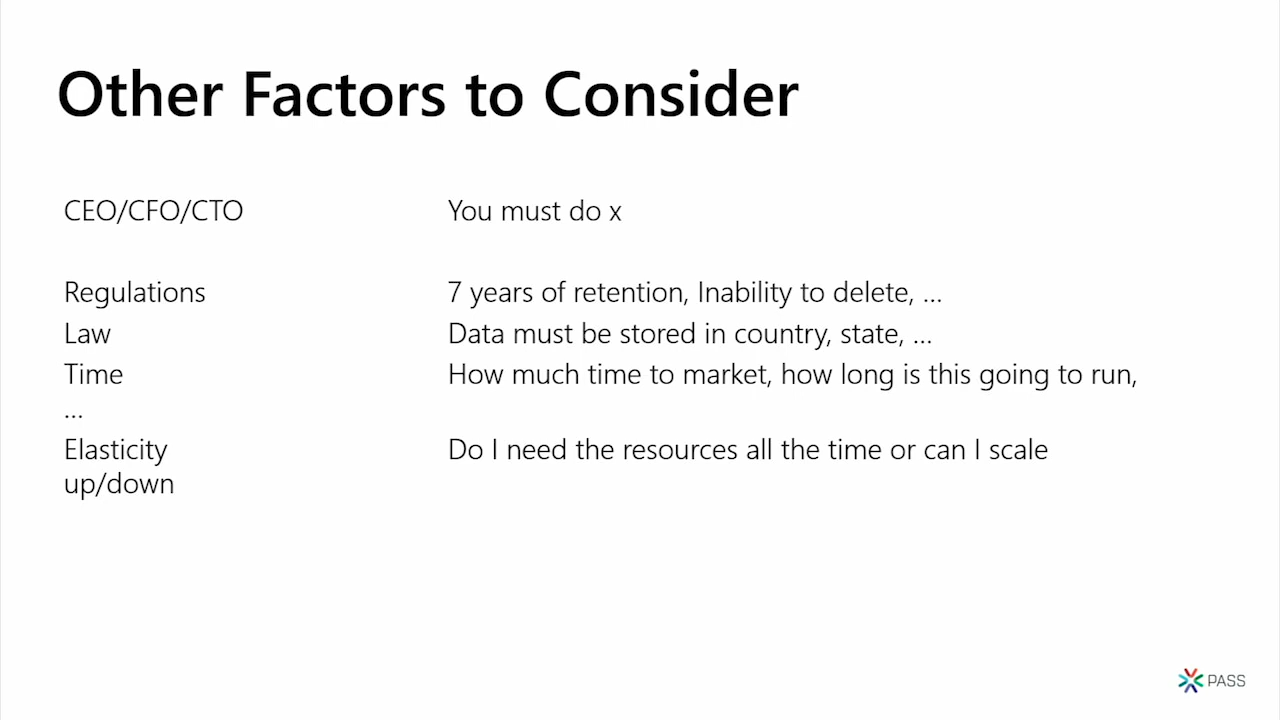 Other Factors to Consider
CEO/CFO/CTO You must do x
Regulations 7 years of retention, Inability to delete, ...
Law Data must be stored in country, state, ...
Time How much time to market, how long is this going to run,
...
Elasticity Do I need the resources all the time or can I scale
up/down
PASS